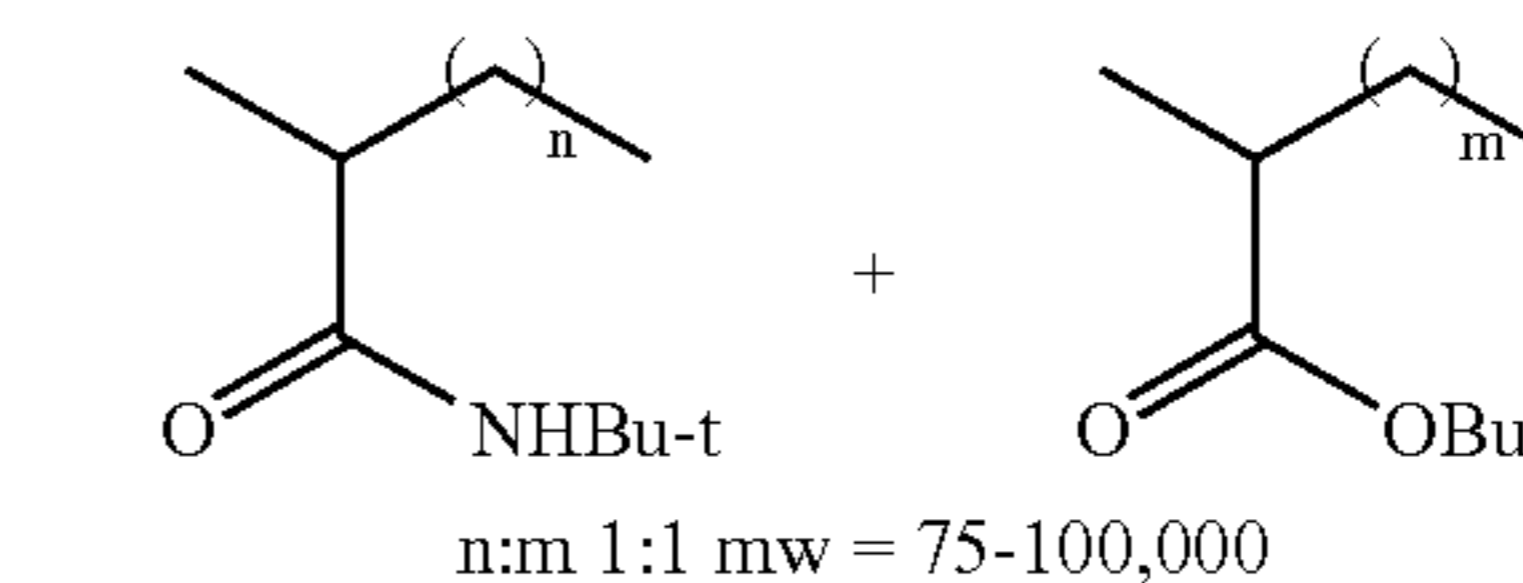 ( ) n ( ) m
+
O NHBu-t O OBu
n:m 1:1 mw = 75-100,000